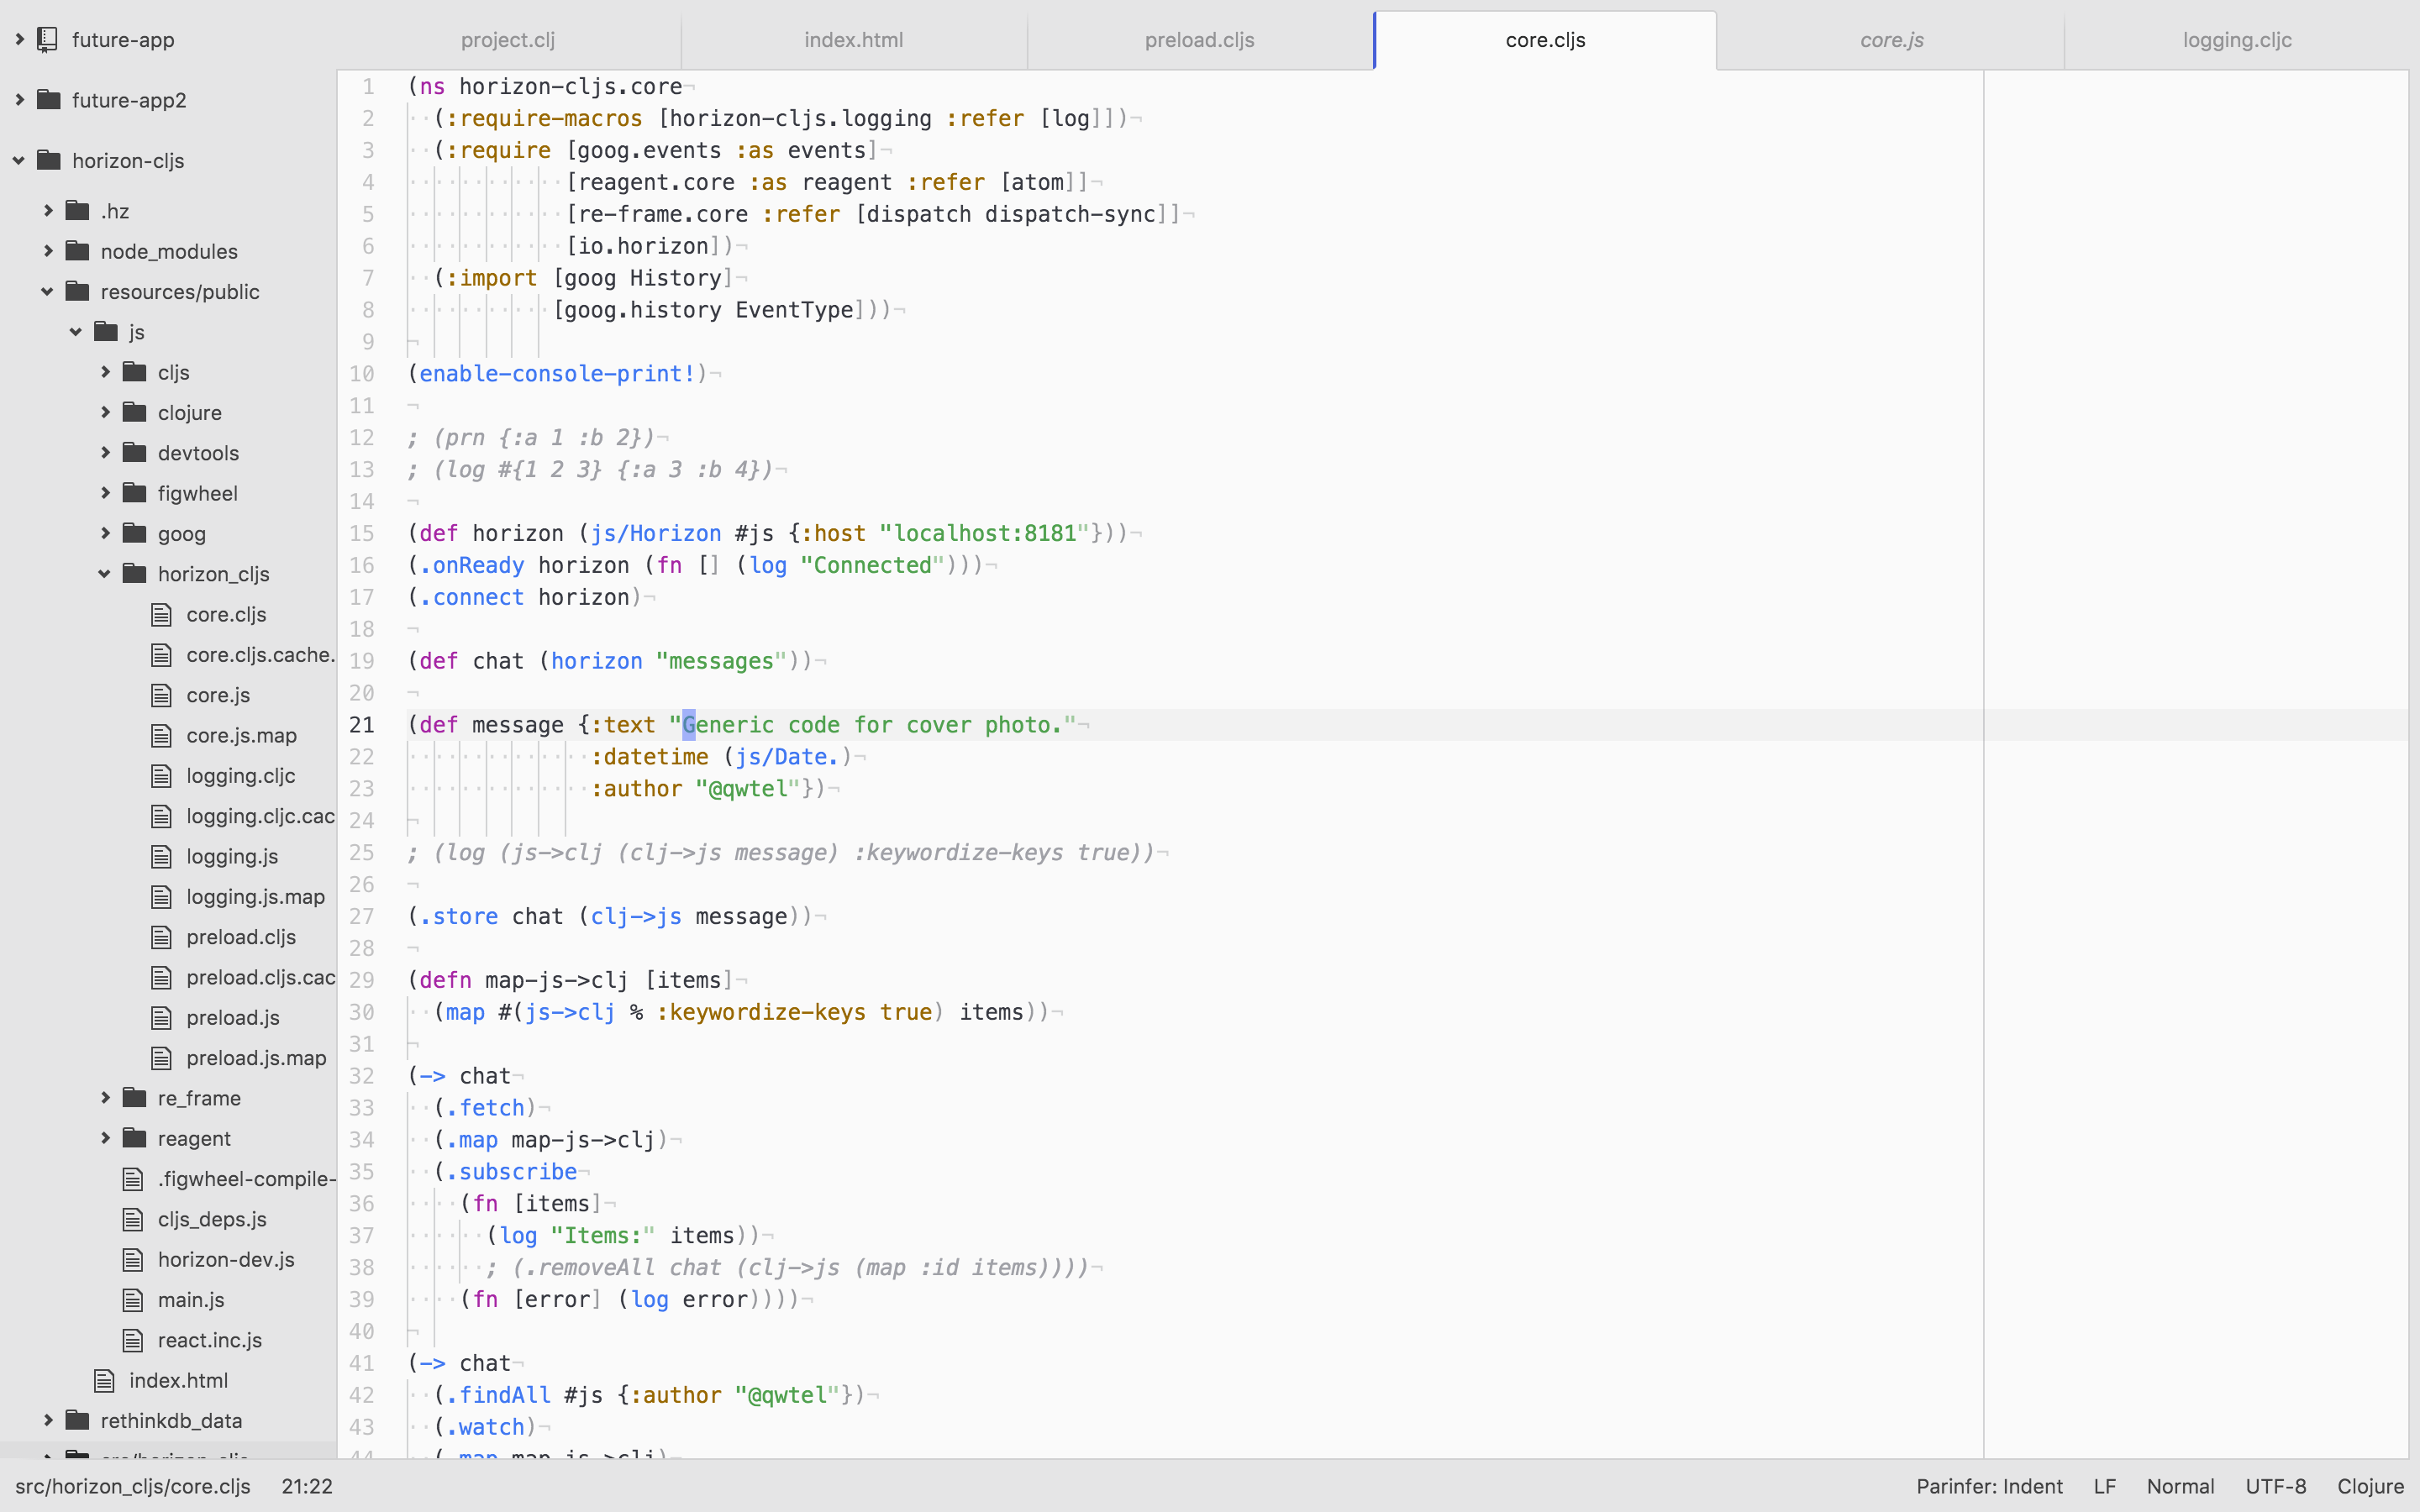 future-app
future-app2
horizon-cljs
.hz
node_modules
resources/public
js
cljs
clojure
devtools
figwheel
goog
horizon_cljs
core.cljs
core.cljs.cache.
core.js
core.js.map
logging.cljc
logging.cljc.cac
logging.js
logging.js.map
preload.cljs
preload.cljs.cac
preload.js
preload.js.map
re_frame
reagent
.figwheel-compile-
cljs_deps.js
horizon-dev.js
main.js
react.inc.js
index.html
rethinkdb_data
src/horizon_cljs
project.clj
index.html
preload.cljs
core.cljs
core.js
logging.cljc
1 (ns horizon-cljs.core¬
2 (:require-macros [horizon-cljs.logging :refer [log]])¬
3 (:require [goog.events :as events]¬
4 [reagent.core :as reagent :refer [atom]]¬
5 [re-frame.core :refer [dispatch dispatch-sync]]¬
6 [io.horizon])¬
7 (:import [goog History]¬
8 [goog.history EventType]))¬
9 ¬
10 (enable-console-print!)¬
11 ¬
12 ; (prn {:a 1 :b 2})¬
13 ; (log #{1 2 3} {:a 3 :b 4})¬
14 ¬
15 (def horizon (js/Horizon #js {:host "localhost:8181"}))¬
16 (.onReady horizon (fn [] (log "Connected")))¬
17 (.connect horizon)¬
18 ¬
19 (def chat (horizon "messages"))¬
20 ¬
21 (def message {:text "Generic code for cover photo."¬
22 :datetime (js/Date.)¬
23 :author "@qwtel"})¬
24 ¬
25 ; (log (js->clj (clj->js message) :keywordize-keys true))¬
26 ¬
27 (.store chat (clj->js message))¬
28 ¬
29 (defn map-js->clj [items]¬
30 (map #(js->clj % :keywordize-keys true) items))¬
31 ¬
32 (-> chat¬
33 (.fetch)¬
34 (.map map-js->clj)¬
35 (.subscribe¬
36 (fn [items]¬
37 (log "Items:" items))¬
38 ; (.removeAll chat (clj->js (map :id items))))¬
39 (fn [error] (log error))))¬
40 ¬
41 (-> chat¬
42 (.findAll #js {:author "@qwtel"})¬
43 (.watch)¬
44 (.map map-js->clj)¬
src/horizon_cljs/core.cljs 21:22
Parinfer: Indent LF Normal UTF-8 Clojure